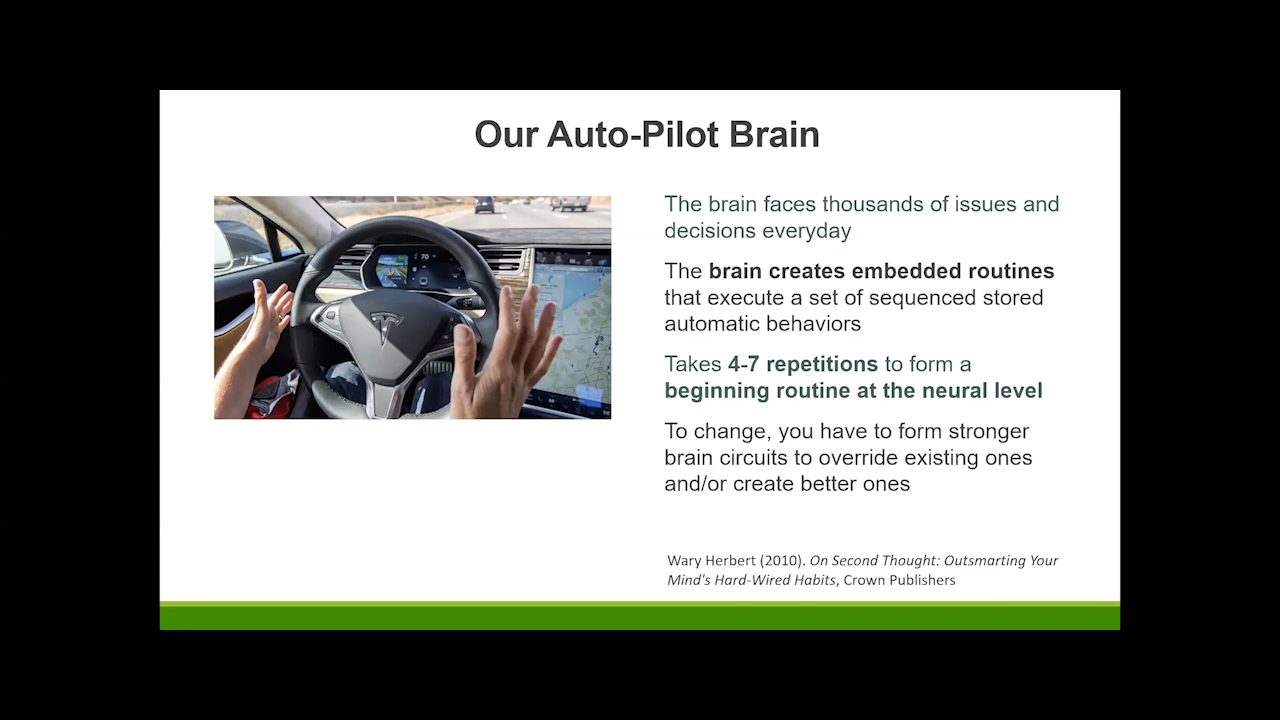 Our Auto-Pilot Brain
The brain faces thousands of issues and
decisions everyday
The brain creates embedded routines
that execute a set of sequenced stored
automatic behaviors
Takes 4-7 repetitions to form a
beginning routine at the neural level
To change, you have to form stronger
brain circuits to override existing ones
and/or create better ones
Wary Herbert (2010). On Second Thought: Outsmarting Your
Mind's Hard-Wired Habits, Crown Publishers
70